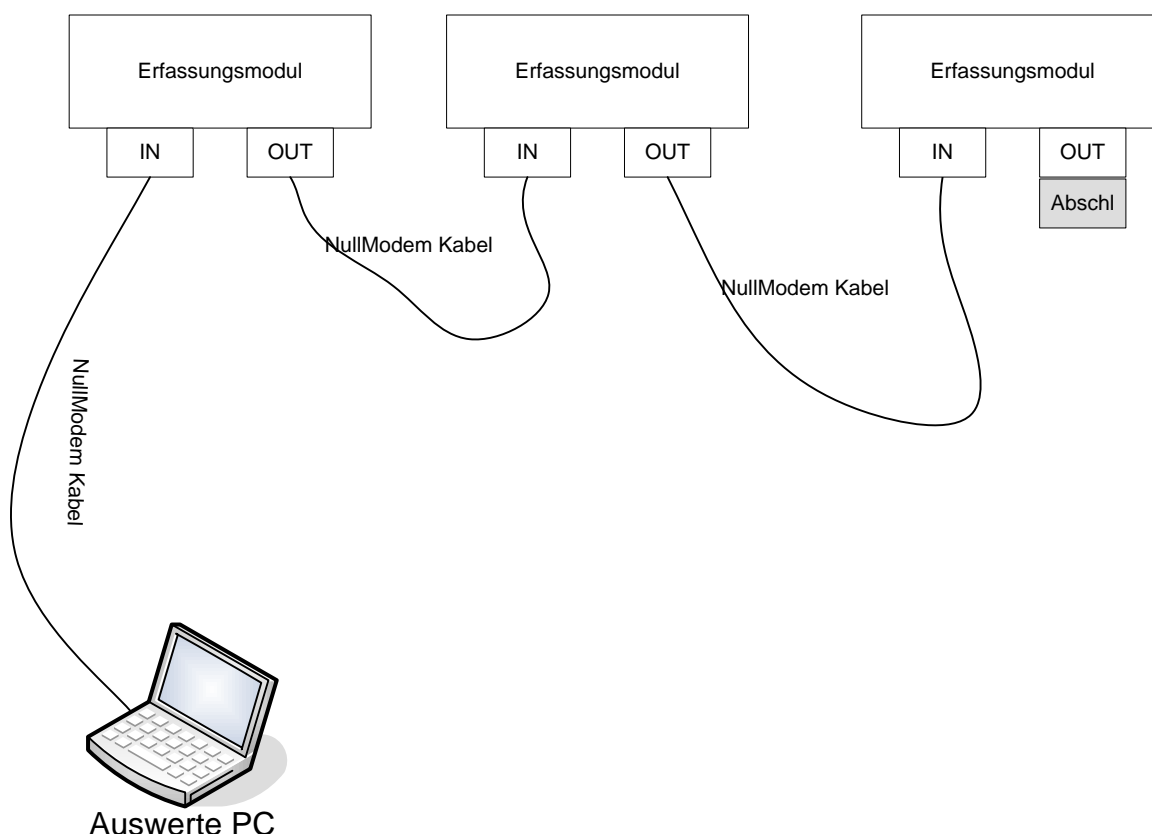 Erfassungsmodul
Erfassungsmodul
Erfassungsmodul
IN
OUT
IN
OUT
IN
OUT
Abschl
NullModem Kabel
NullModem Kabel
NullModem Kabel
Auswerte PC